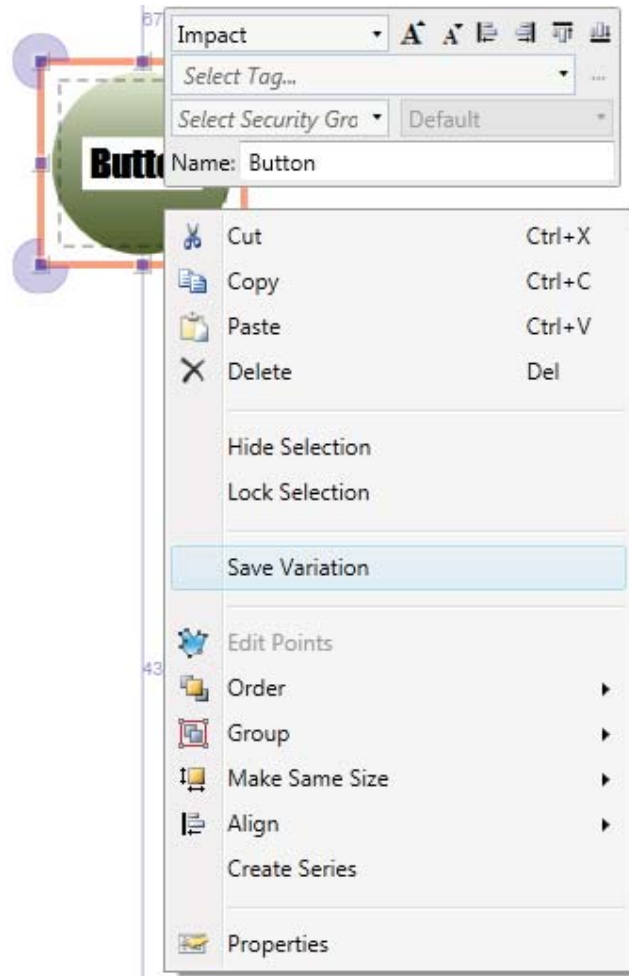 67
Impact
Select Tag...
...
Select Security Gro
Default
Name: Button
Butto
Cut Ctrl+X
Copy Ctrl+C
Paste Ctrl+V
Delete Del
Hide Selection
Lock Selection
Save Variation
Edit Points
43
Order
Group
Make Same Size
Align
Create Series
Properties